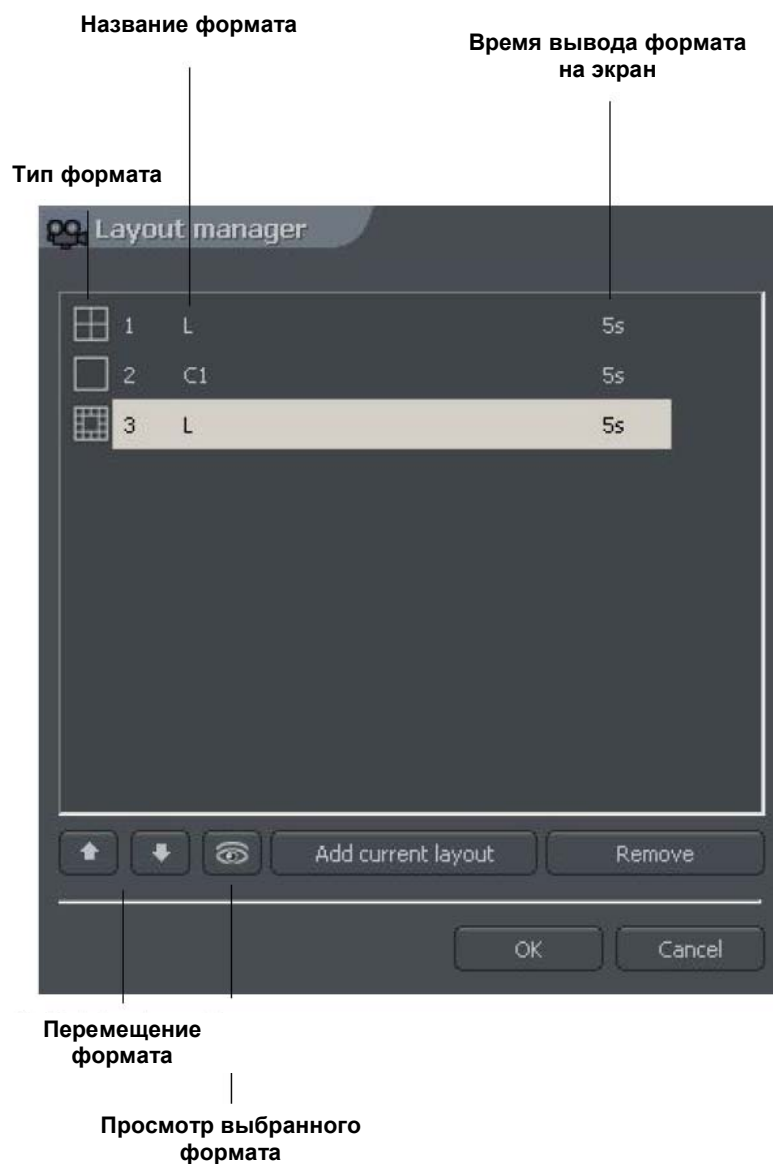 Название формата
Время вывода формата
на экран
Тип формата
Layout manager
1 L 5s
2 C1 5s
3 L 5s
Add current layout Remove
OK Cancel
Перемещение
формата
Просмотр выбранного
формата